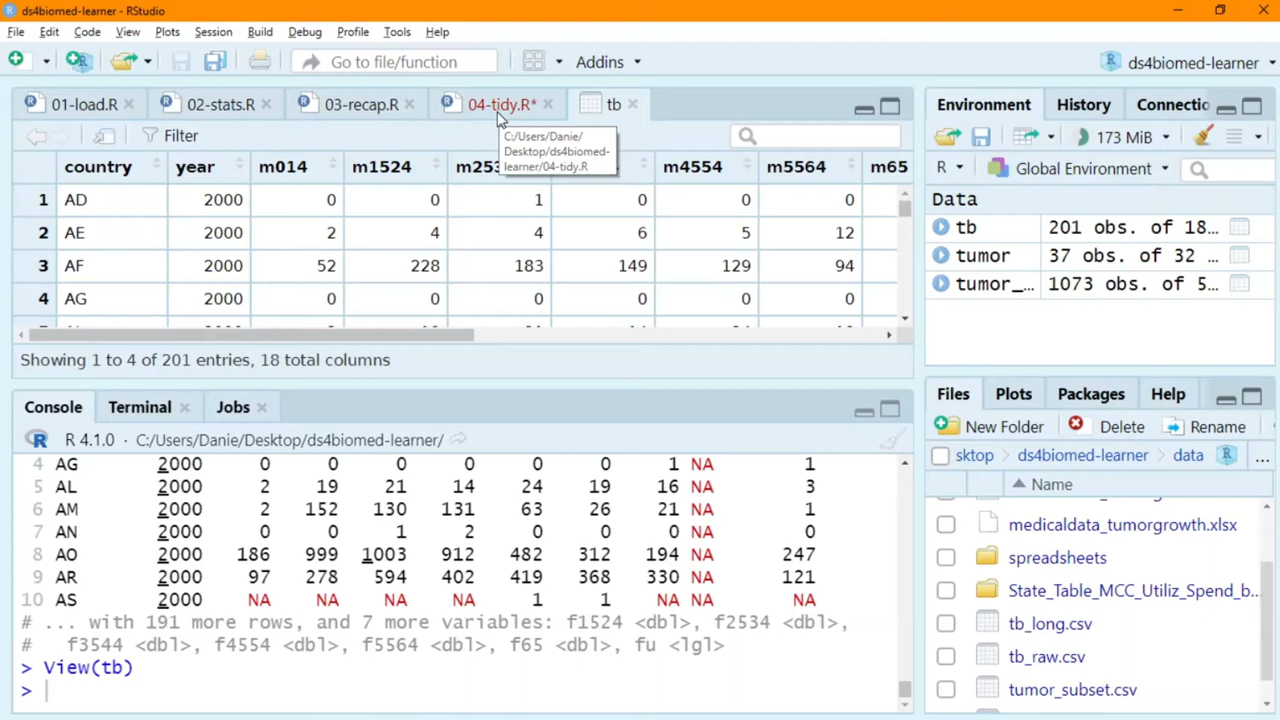 ds4biomed-learner - RStudio
File Edit Code View Plots Session Build Debug Profile Tools Help
Go to file/function Addins ds4biomed-learner
01-load.R 02-stats.R 03-recap.R 04-tidy.R* tb
Filter
C:/Users/Danie/
Desktop/ds4biomed-
learner/04-tidy.R
country year m014 m1524 m253 m4554 m5564 m65
1 AD 2000 0 0 1 0 0 0
2 AE 2000 2 4 4 6 5 12
3 AF 2000 52 228 183 149 129 94
4 AG 2000 0 0 0 0 0 0
Showing 1 to 4 of 201 entries, 18 total columns
Console Terminal Jobs
R 4.1.0 · C:/Users/Danie/Desktop/ds4biomed-learner/
4 AG 2000 0 0 0 0 0 0 1 NA 1
5 AL 2000 2 19 21 14 24 19 16 NA 3
6 AM 2000 2 152 130 131 63 26 21 NA 1
7 AN 2000 0 0 1 2 0 0 0 NA 0
8 AO 2000 186 999 1003 912 482 312 194 NA 247
9 AR 2000 97 278 594 402 419 368 330 NA 121
10 AS 2000 NA NA NA NA 1 1 NA NA NA
# ... with 191 more rows, and 7 more variables: f1524 <dbl>, f2534 <dbl>,
# f3544 <dbl>, f4554 <dbl>, f5564 <dbl>, f65 <dbl>, fu <lgl>
> View(tb)
>
Environment History Connectio
173 MiB
R Global Environment
Data
tb 201 obs. of 18...
tumor 37 obs. of 32 ...
tumor_... 1073 obs. of 5...
Files Plots Packages Help
New Folder Delete Rename
sktop ds4biomed-learner data ...
Name
medicaldata_tumorgrowth.xlsx
spreadsheets
State_Table_MCC_Utiliz_Spend_b...
tb_long.csv
tb_raw.csv
tumor_subset.csv